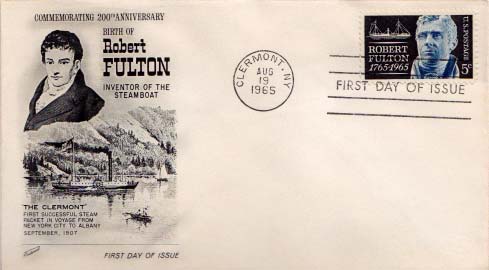 COMMEMORATING 200TH ANNIVERSARY
BIRTH OF
Robert
FULTON
INVENTOR OF THE
STEAMBOAT
THE CLERMONT
FIRST SUCCESSFUL STEAM
PACKET IN VOYAGE FROM
NEW YORK CITY TO ALBANY
SEPTEMBER, 1907
FIRST DAY OF ISSUE
CLERMONT, NY
AUG
19
1965
ROBERT
FULTON
1765·1965
U.S. POSTAGE
5c
FIRST DAY OF ISSUE